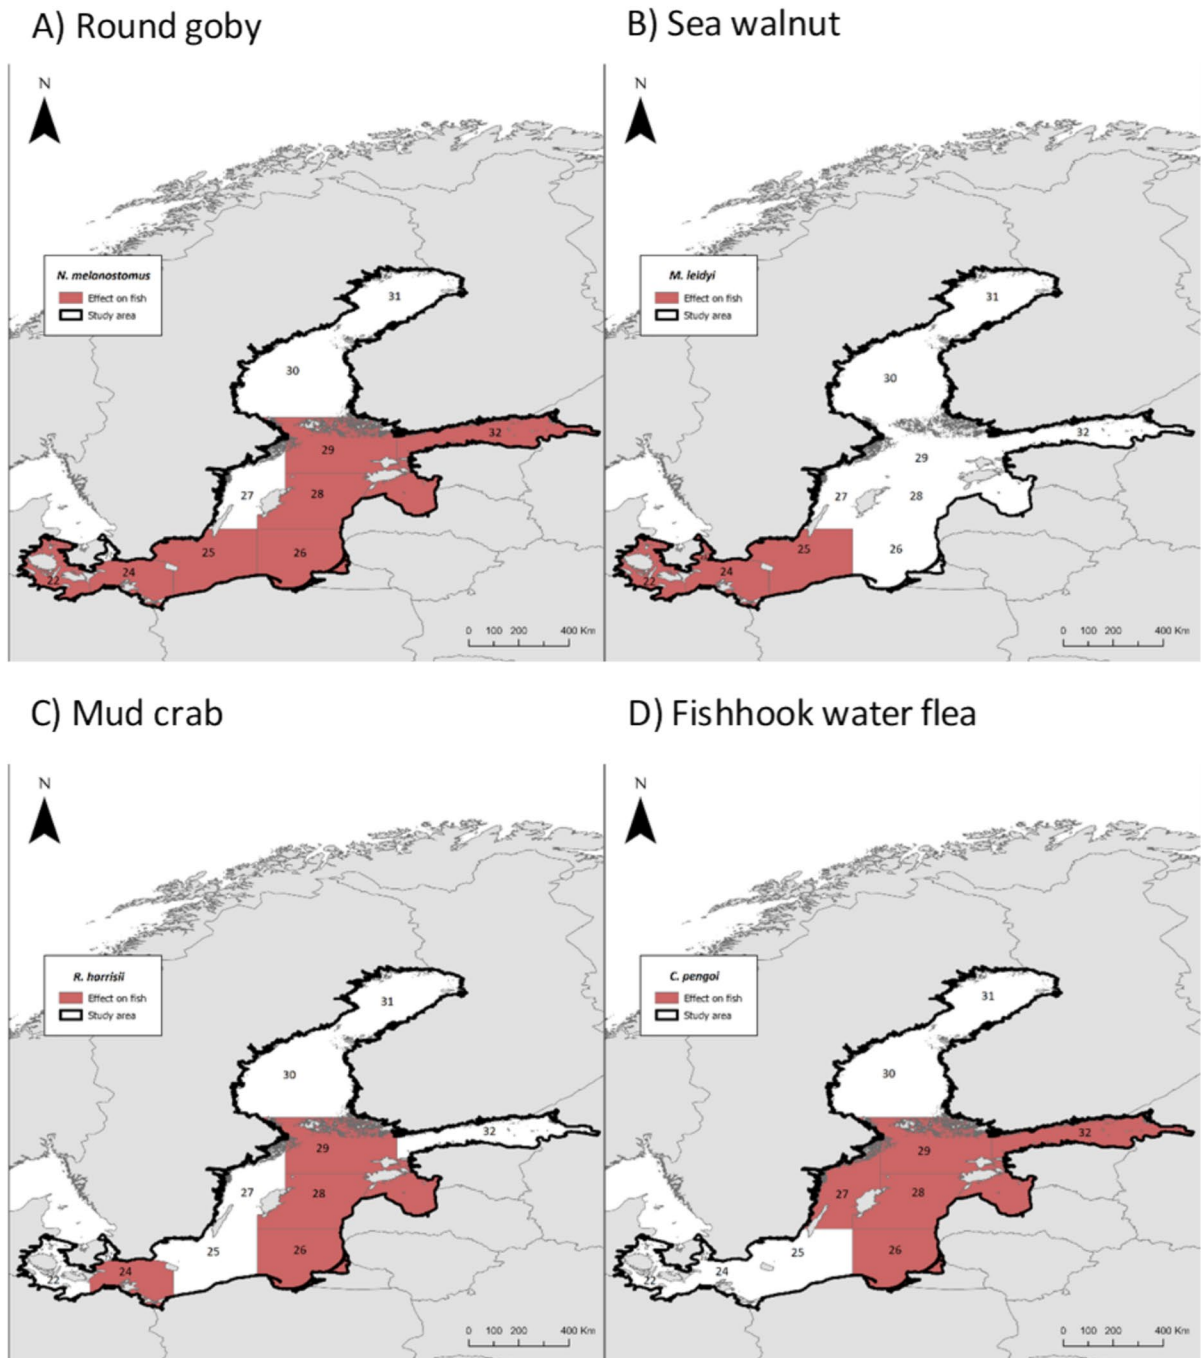 A) Round goby
B) Sea walnut
N
N
N. melanostomus
Effect on fish
Study area
M. leidyi
Effect on fish
Study area
31
30
32
29
28
27
26
25
24
22
31
30
32
29
28
27
26
25
24
22
0 100 200 400 Km
0 100 200 400 Km
C) Mud crab
D) Fishhook water flea
N
N
R. harrisii
Effect on fish
Study area
C. pengoi
Effect on fish
Study area
31
30
32
29
28
27
26
25
24
22
31
30
32
29
28
27
26
25
24
22
0 100 200 400 Km
0 100 200 400 Km